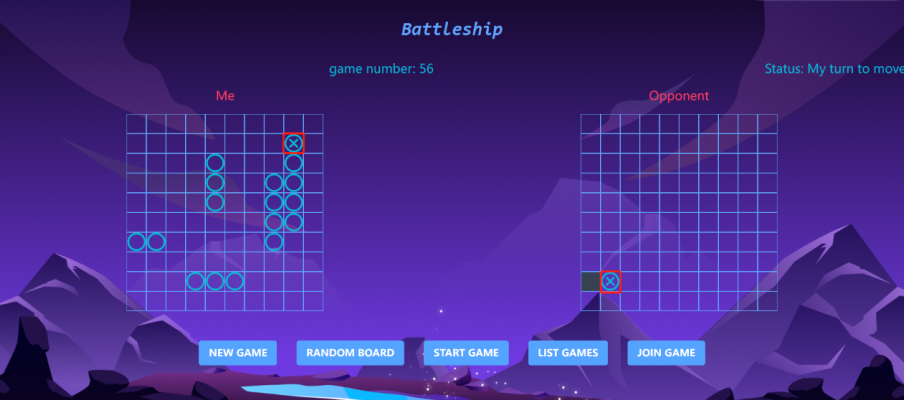 Battleship
game number: 56
Status: My turn to move
Me
Opponent
NEW GAME
RANDOM BOARD
START GAME
LIST GAMES
JOIN GAME